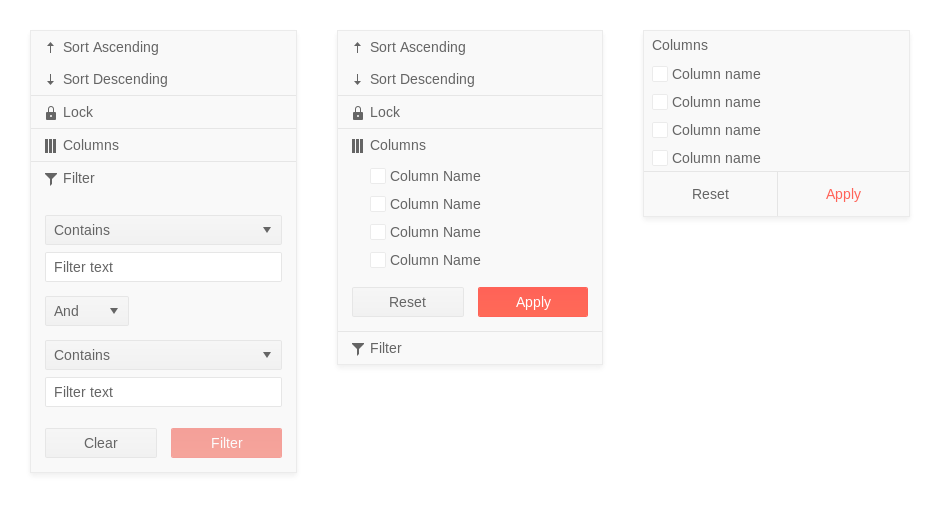 Sort Ascending
Sort Descending
Lock
Columns
Filter
Contains
Filter text
And
Contains
Filter text
Clear
Filter
Sort Ascending
Sort Descending
Lock
Columns
Column Name
Column Name
Column Name
Column Name
Reset
Apply
Filter
Columns
Column name
Column name
Column name
Column name
Reset
Apply